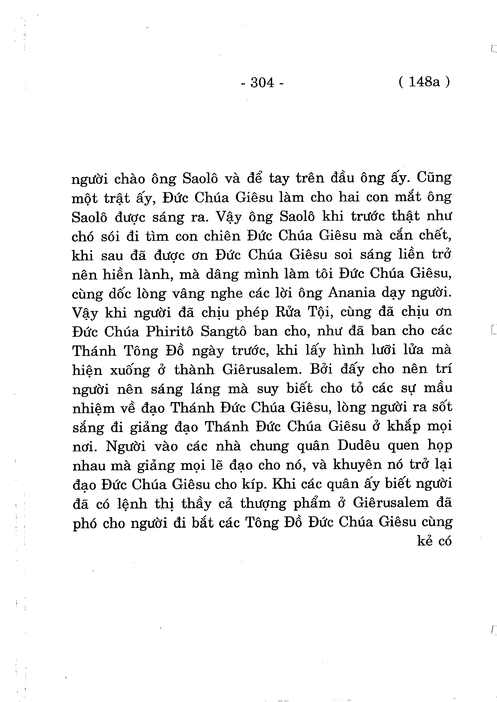 - 304 - ( 148a )
người chào ông Saolô và để tay trên đầu ông ấy. Cũng
một trật ấy, Đức Chúa Giêsu làm cho hai con mắt ông
Saolô được sáng ra. Vậy ông Saolô khi trước thật như
chó sói đi tìm con chiên Đức Chúa Giêsu mà cắn chết,
khi sau đã được ơn Đức Chúa Giêsu soi sáng liền trở
nên hiền lành, mà dâng mình làm tôi Đức Chúa Giêsu,
cùng dốc lòng vâng nghe các lời ông Anania dạy người.
Vậy khi người đã chịu phép Rửa Tội, cùng đã chịu ơn
Đức Chúa Phiritô Sangtô ban cho, như đã ban cho các
Thánh Tông Đồ ngày trước, khi lấy hình lưỡi lửa mà
hiện xuống ở thành Giêrusalem. Bởi đấy cho nên trí
người nên sáng láng mà suy biết cho tỏ các sự mầu
nhiệm về đạo Thánh Đức Chúa Giêsu, lòng người ra sốt
sắng đi giảng đạo Thánh Đức Chúa Giêsu ở khắp mọi
nơi. Người vào các nhà chung quân Dudêu quen họp
nhau mà giảng mọi lẽ đạo cho nó, và khuyên nó trở lại
đạo Đức Chúa Giêsu cho kíp. Khi các quân ấy biết người
đã có lệnh thị thầy cả thượng phẩm ở Giêrusalem đã
phó cho người đi bắt các Tông Đồ Đức Chúa Giêsu cùng
kẻ có